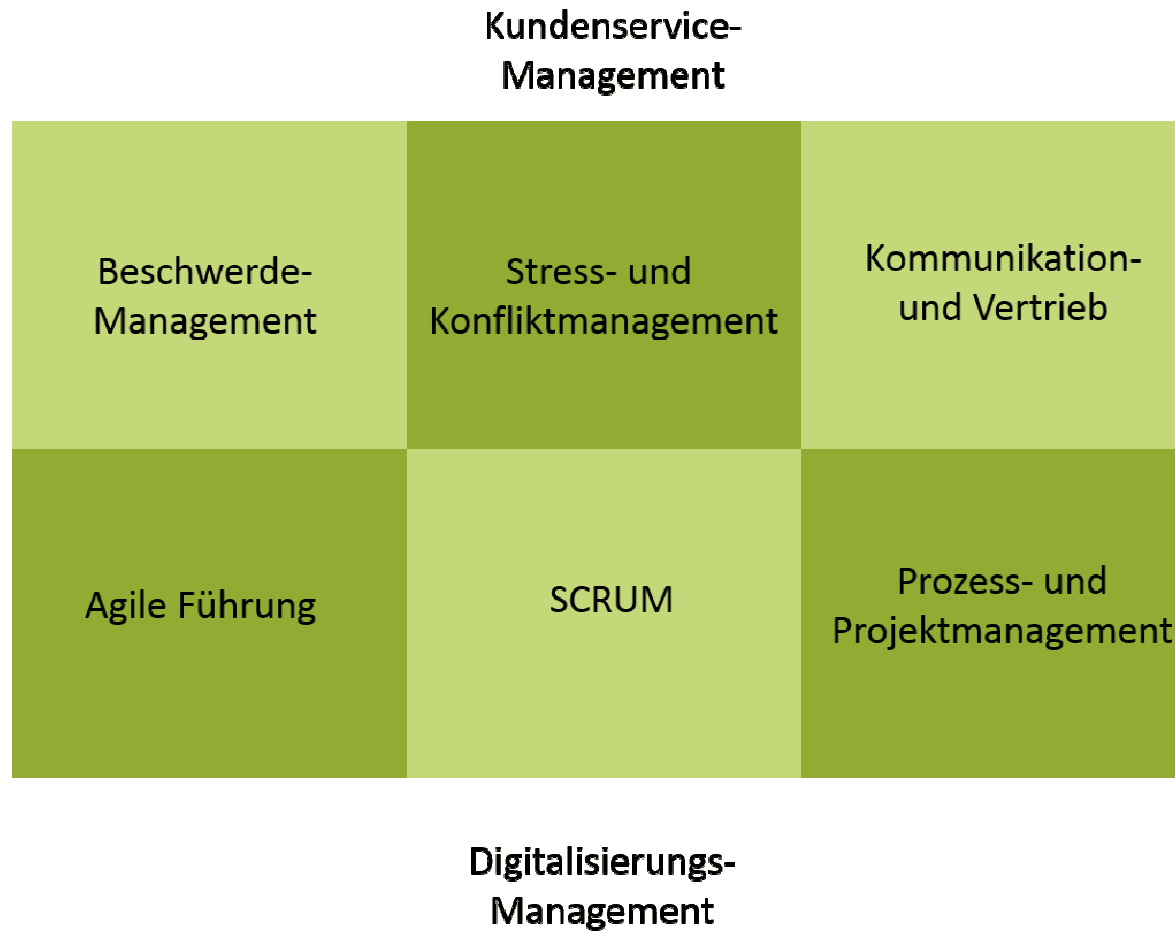 Kundenservice-
Management
Beschwerde-
Management
Stress- und
Konfliktmanagement
Kommunikation-
und Vertrieb
Agile Führung
SCRUM
Prozess- und
Projektmanagement
Digitalisierungs-
Management